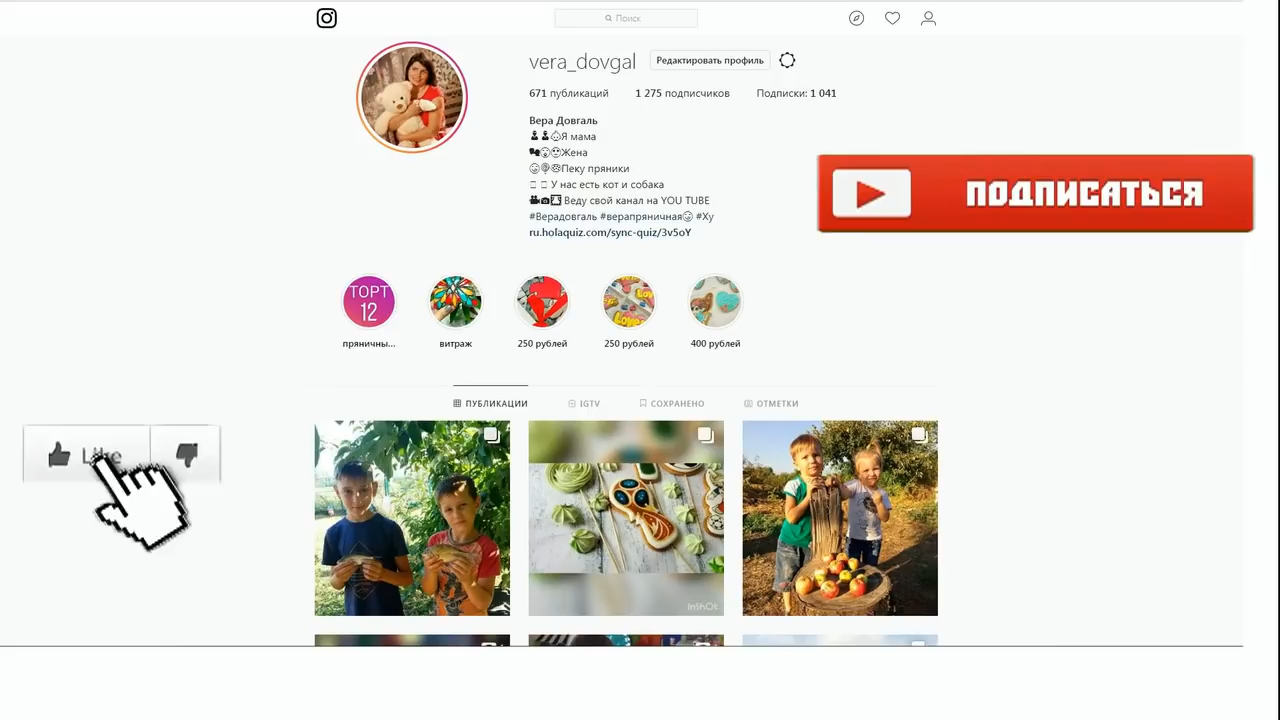 Поиск
vera_dovgal Редактировать профиль
671 публикаций 1 275 подписчиков Подписки: 1 041
Вера Довгаль
Я мама
Жена
Пеку пряники
У нас есть кот и собака
Веду свой канал на YOU TUBE
#Верадовгаль #верапряничная #Ху
ru.holaquiz.com/sync-quiz/3v5oY
ПОДПИСАТЬСЯ
ТОРТ
12
пряничны... витраж 250 рублей 250 рублей 400 рублей
ПУБЛИКАЦИИ IGTV СОХРАНЕНО ОТМЕТКИ
Like
InShOt